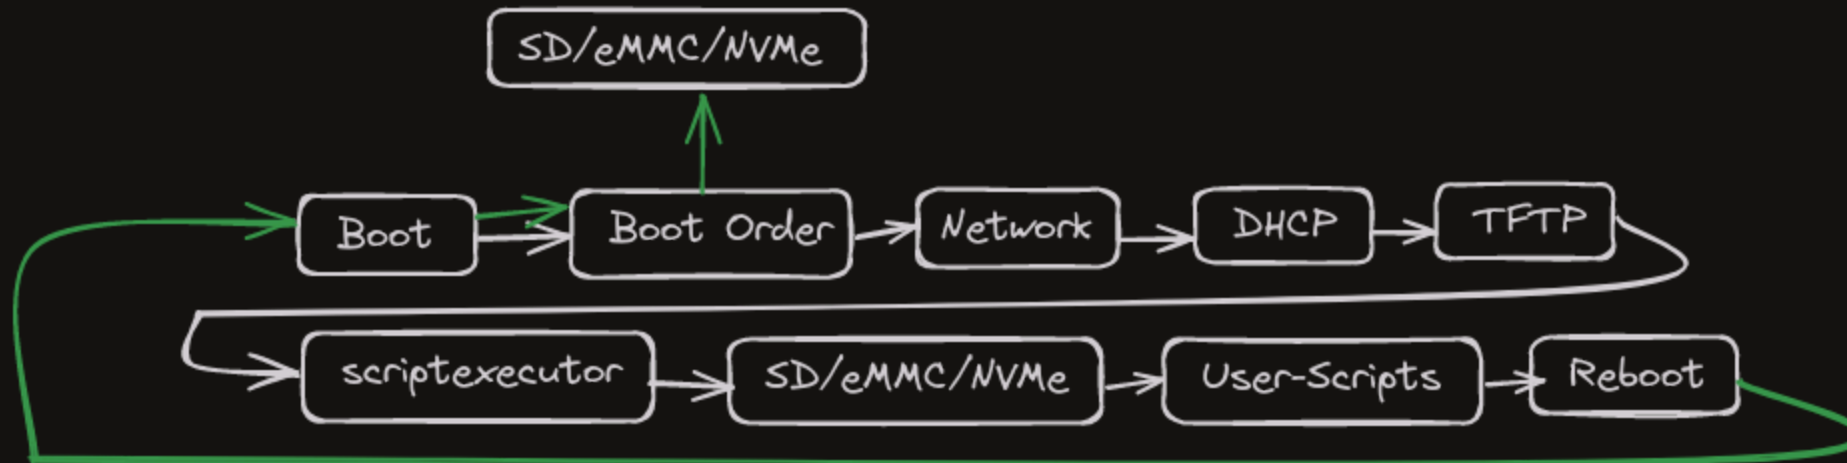 SD/eMMC/NVMe
Boot
Boot Order
Network
DHCP
TFTP
scriptexecutor
SD/eMMC/NVMe
User-Scripts
Reboot